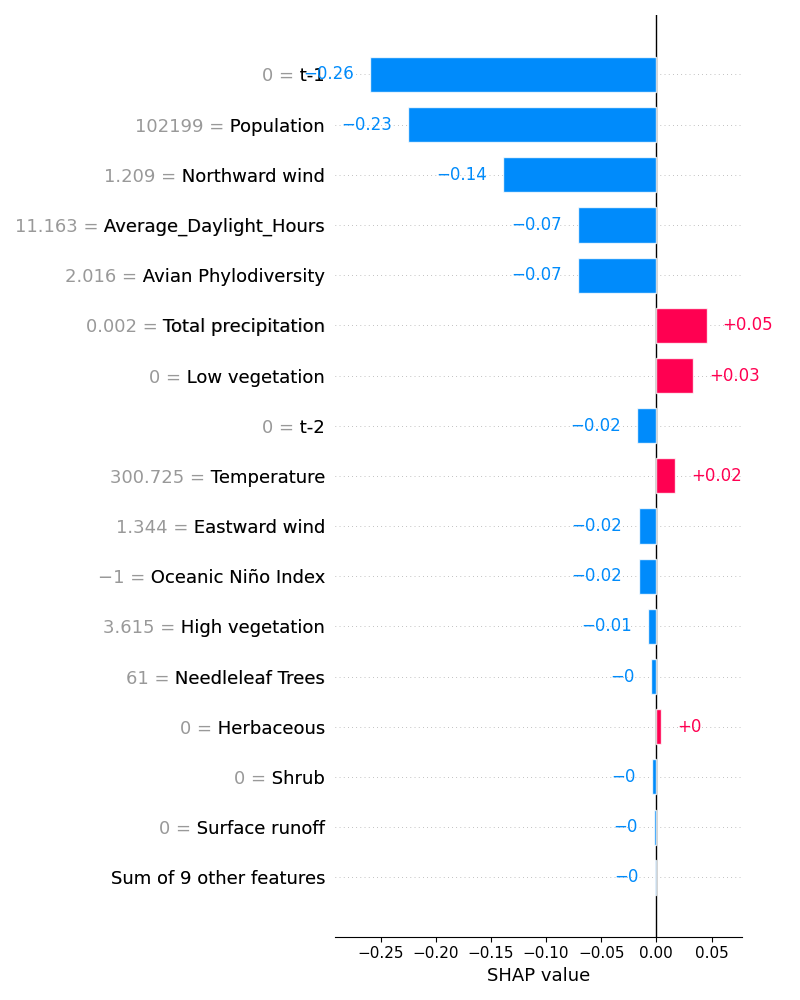 0 = t-1 −0.26
102199 = Population −0.23
1.209 = Northward wind −0.14
11.163 = Average_Daylight_Hours −0.07
2.016 = Avian Phylodiversity −0.07
0.002 = Total precipitation +0.05
0 = Low vegetation +0.03
0 = t-2 −0.02
300.725 = Temperature +0.02
1.344 = Eastward wind −0.02
−1 = Oceanic Niño Index −0.02
3.615 = High vegetation −0.01
61 = Needleleaf Trees −0
0 = Herbaceous +0
0 = Shrub −0
0 = Surface runoff −0
Sum of 9 other features −0
−0.25 −0.20 −0.15 −0.10 −0.05 0.00 0.05
SHAP value